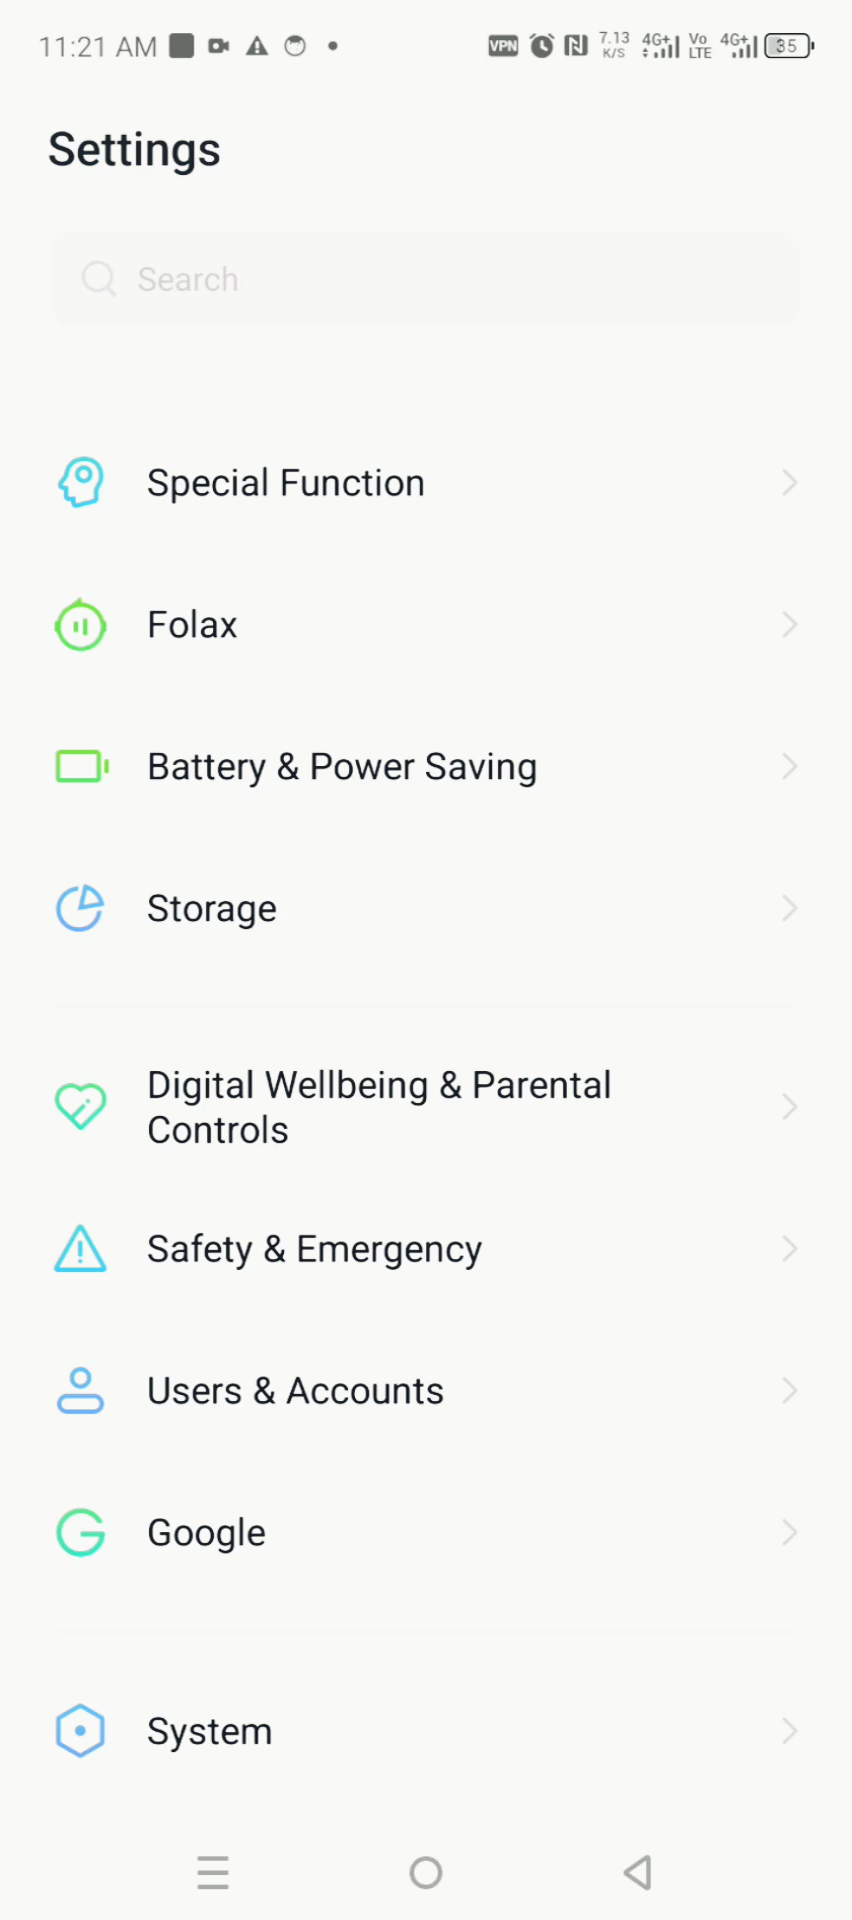 11:21 AM VPN 7.13 K/S 4G+ Vo LTE 4G+ 35
Settings
Search
Special Function
Folax
Battery & Power Saving
Storage
Digital Wellbeing & Parental
Controls
Safety & Emergency
Users & Accounts
Google
System